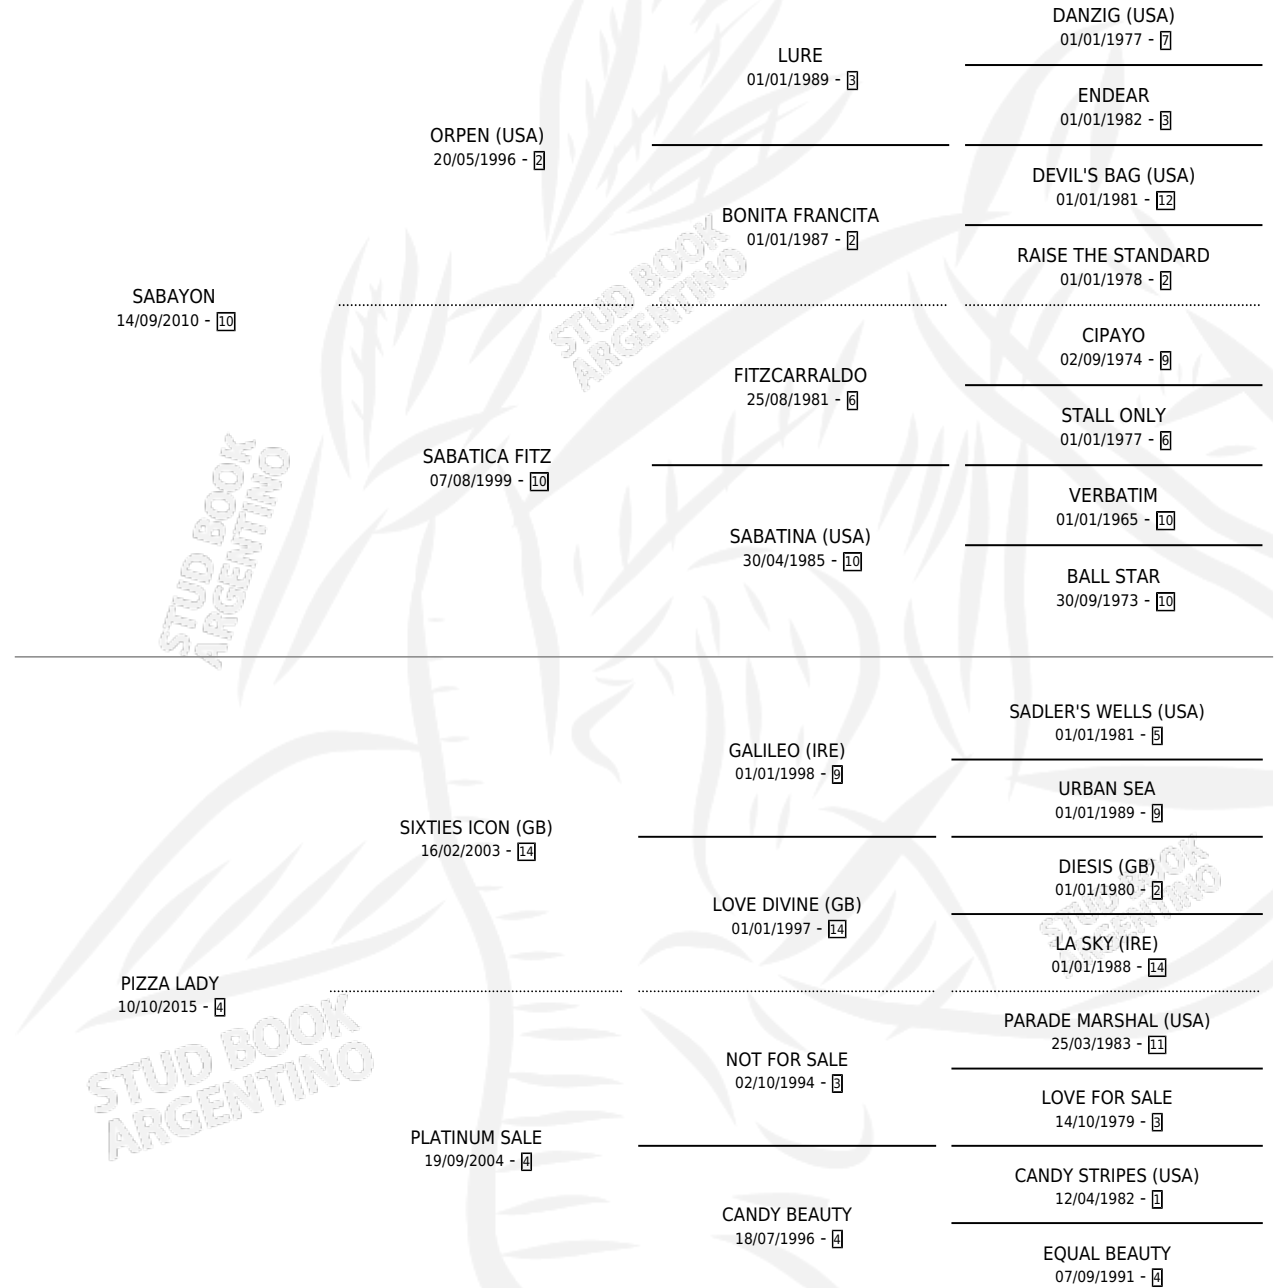 DANZIG (USA)
01/01/1977 - 7
LURE
01/01/1989 - 3
ENDEAR
01/01/1982 - 3
ORPEN (USA)
20/05/1996 - 2
DEVIL'S BAG (USA)
01/01/1981 - 12
BONITA FRANCITA
01/01/1987 - 2
RAISE THE STANDARD
01/01/1978 - 2
SABAYON
14/09/2010 - 10
STUD BOOK
ARGENTINO
CIPAYO
02/09/1974 - 9
FITZCARRALDO
25/08/1981 - 6
STALL ONLY
01/01/1977 - 6
SABATICA FITZ
07/08/1999 - 10
VERBATIM
01/01/1965 - 10
SABATINA (USA)
30/04/1985 - 10
BALL STAR
30/09/1973 - 10
STUD BOOK
ARGENTINO
SADLER'S WELLS (USA)
01/01/1981 - 5
GALILEO (IRE)
01/01/1998 - 9
URBAN SEA
01/01/1989 - 9
SIXTIES ICON (GB)
16/02/2003 - 14
DIESIS (GB)
01/01/1980 - 2
LOVE DIVINE (GB)
01/01/1997 - 14
STUD BOOK
ARGENTINO
LA SKY (IRE)
01/01/1988 - 14
PIZZA LADY
10/10/2015 - 4
PARADE MARSHAL (USA)
25/03/1983 - 11
NOT FOR SALE
02/10/1994 - 3
LOVE FOR SALE
14/10/1979 - 3
STUD BOOK
ARGENTINO
PLATINUM SALE
19/09/2004 - 4
CANDY STRIPES (USA)
12/04/1982 - 1
CANDY BEAUTY
18/07/1996 - 4
EQUAL BEAUTY
07/09/1991 - 4